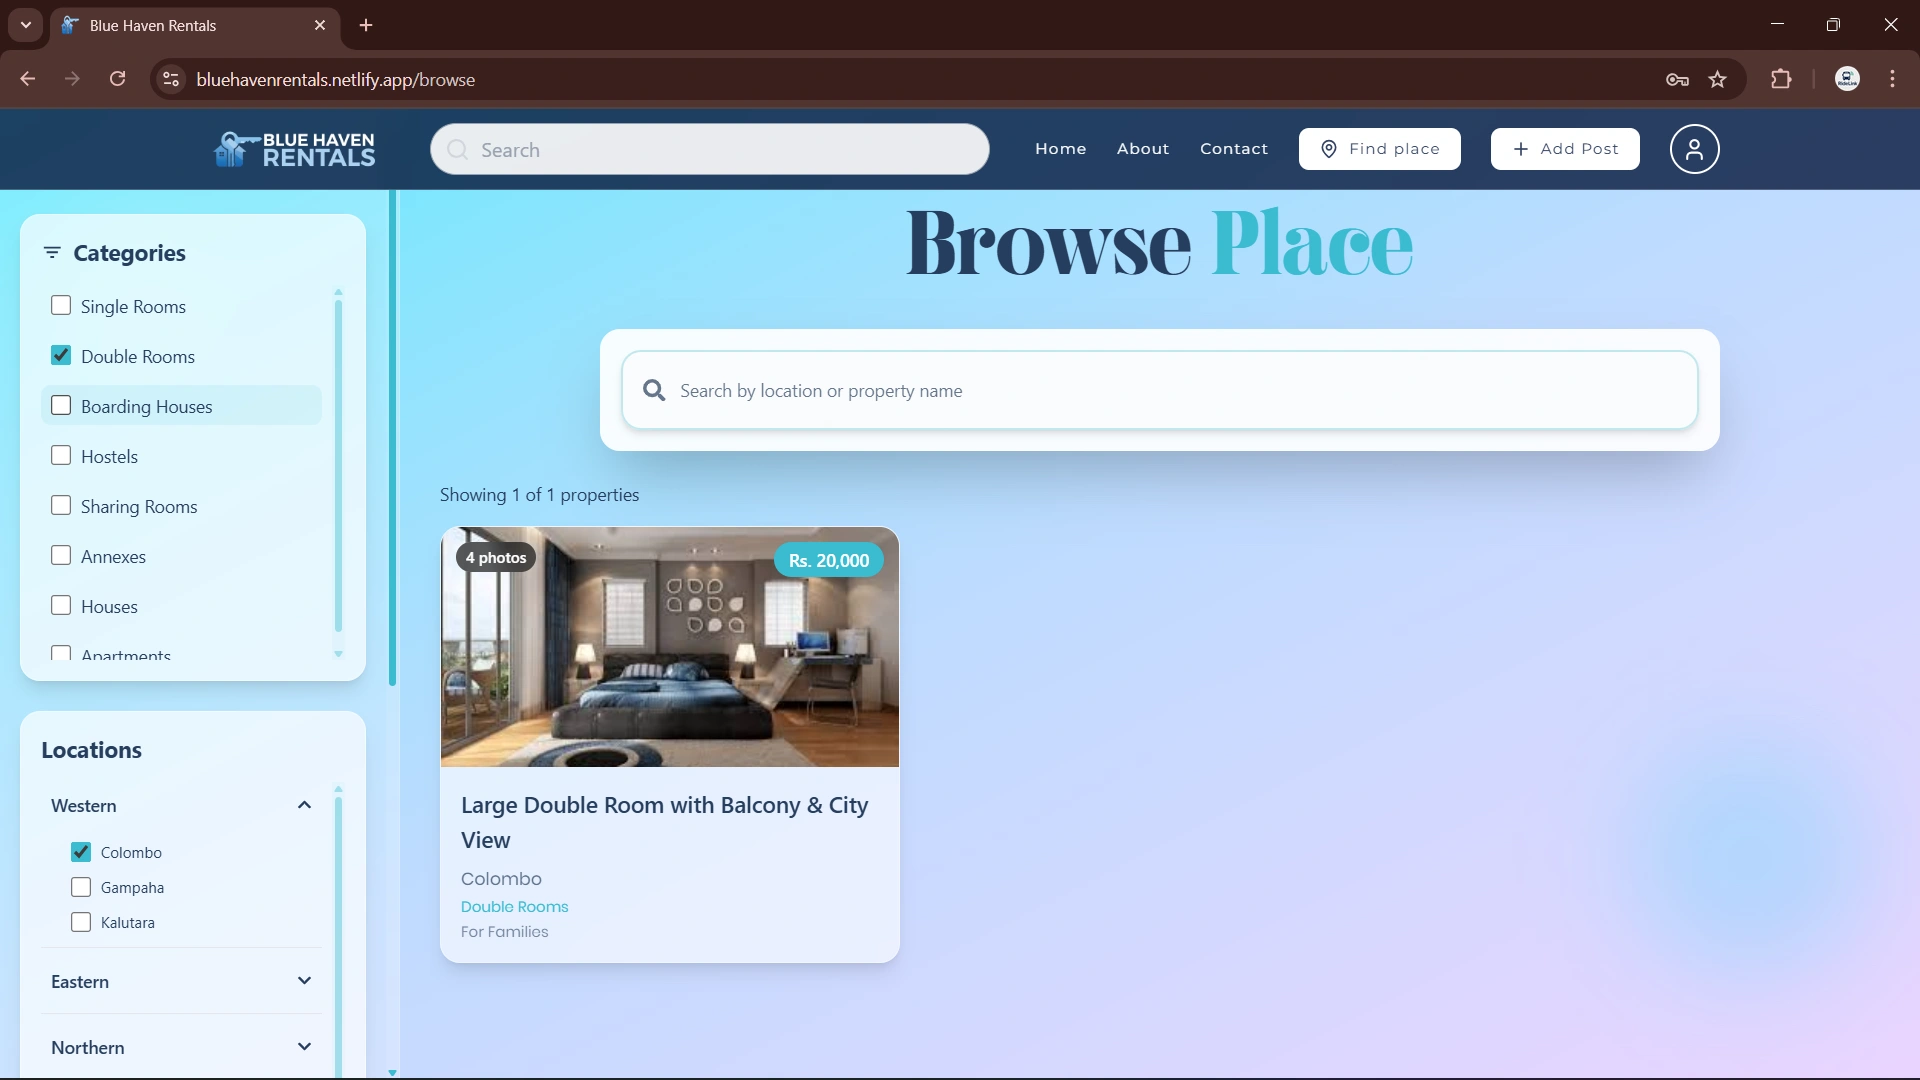 Blue Haven Rentals
bluehavenrentals.netlify.app/browse
BLUE HAVEN
RENTALS
Search
Home
About
Contact
Find place
Add Post
Categories
Single Rooms
Double Rooms
Boarding Houses
Hostels
Sharing Rooms
Annexes
Houses
Apartments
Locations
Western
Colombo
Gampaha
Kalutara
Eastern
Northern
Browse Place
Search by location or property name
Showing 1 of 1 properties
4 photos
Rs. 20,000
Large Double Room with Balcony & City
View
Colombo
Double Rooms
For Families